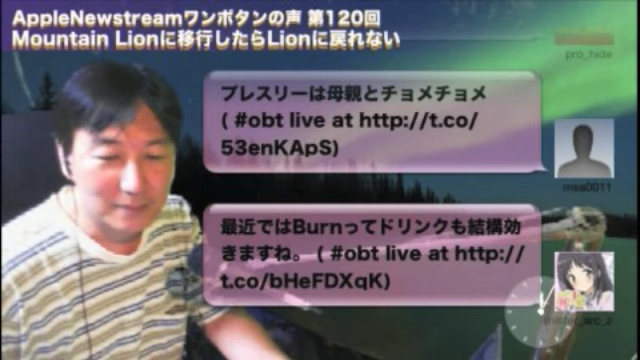 AppleNewstreamワンボタンの声 第120回
Mountain Lionに移行したらLionに戻れない
pro_hide
プレスリーは母親とチョメチョメ
( #obt live at http://t.co/
53enKApS)
msa0011
最近ではBurnってドリンクも結構効
きますね。 ( #obt live at http://
t.co/bHeFDXqK)